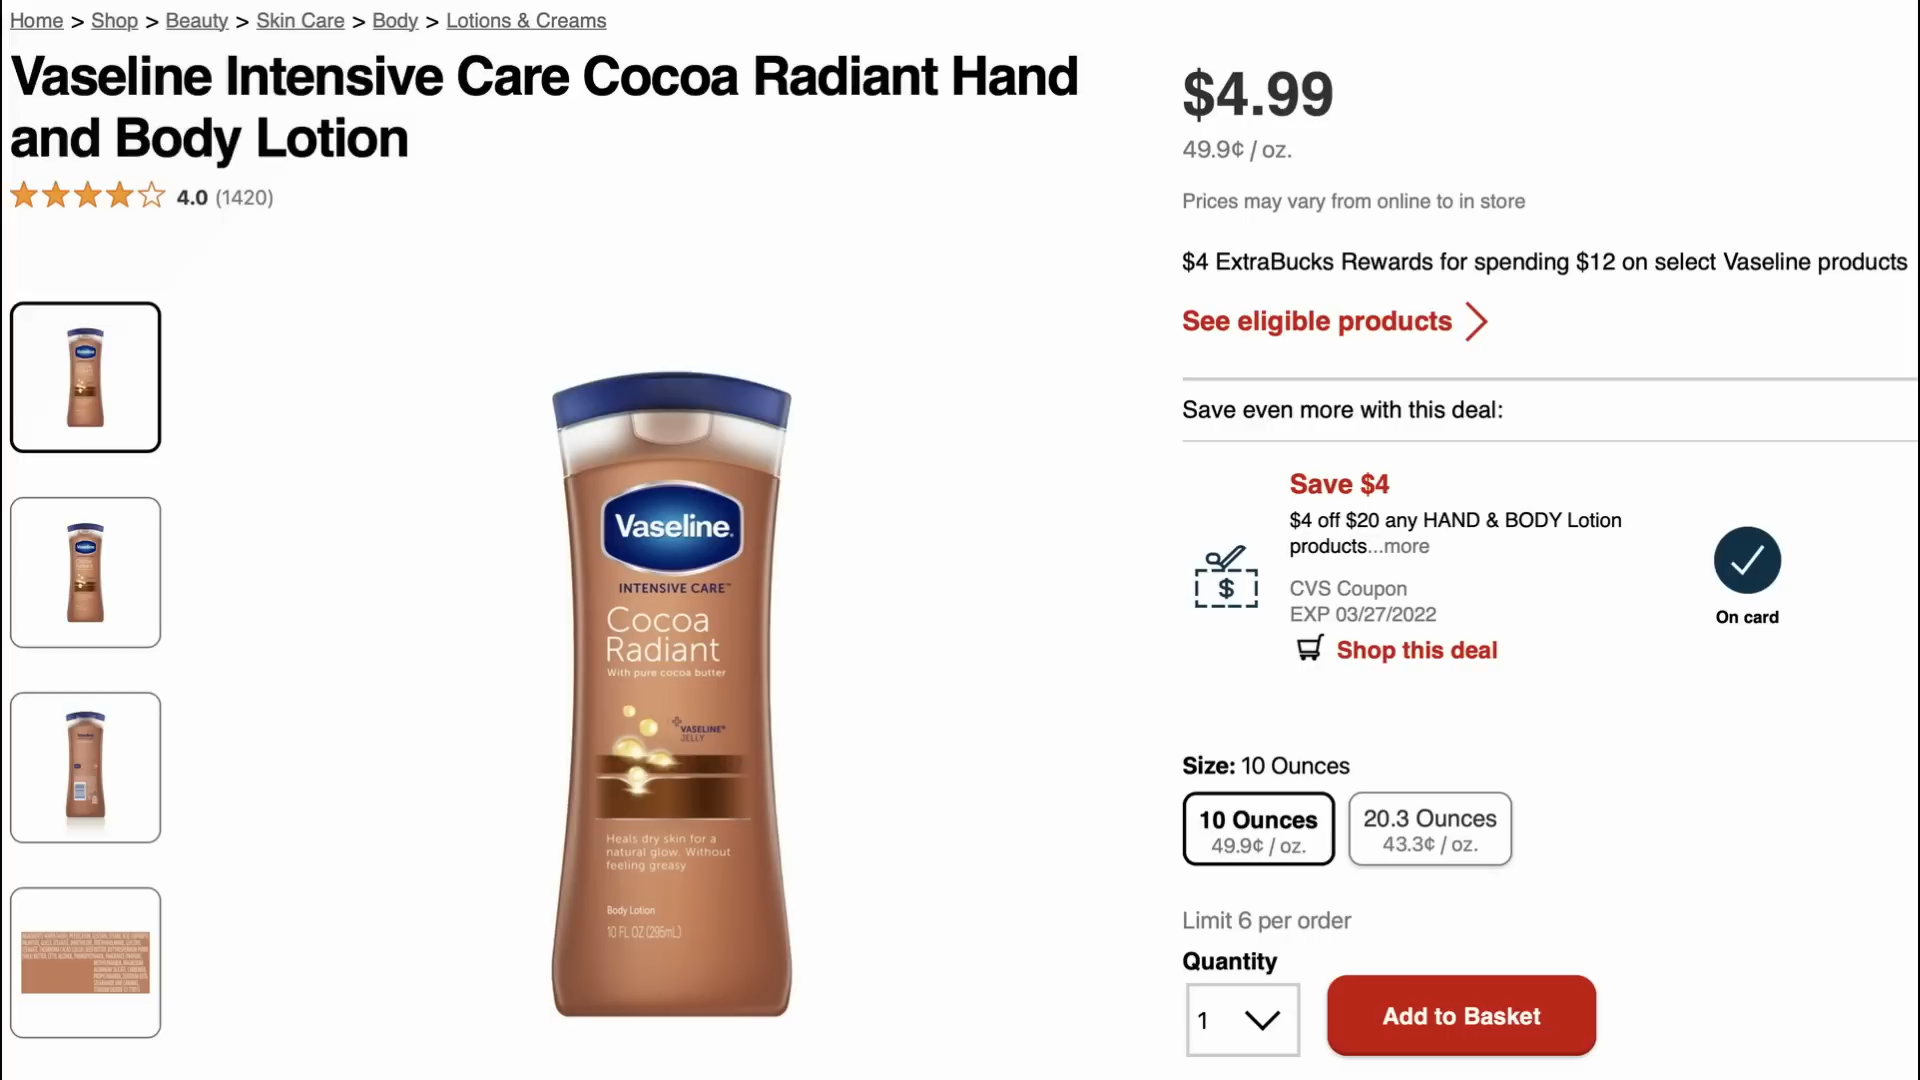 Home > Shop > Beauty > Skin Care > Body > Lotions & Creams
Vaseline Intensive Care Cocoa Radiant Hand
and Body Lotion
4.0 (1420)
Vaseline
INTENSIVE CARE™
Cocoa
Radiant
With pure cocoa butter
VASELINE®
JELLY
Heals dry skin for a
natural glow. Without
feeling greasy
Body Lotion
10 FL OZ (295mL)
$4.99
49.9¢ / oz.
Prices may vary from online to in store
$4 ExtraBucks Rewards for spending $12 on select Vaseline products
See eligible products
Save even more with this deal:
Save $4
$4 off $20 any HAND & BODY Lotion
products...more
CVS Coupon
EXP 03/27/2022
Shop this deal
$
On card
Size: 10 Ounces
10 Ounces
49.9¢ / oz.
20.3 Ounces
43.3¢ / oz.
Limit 6 per order
Quantity
1
Add to Basket